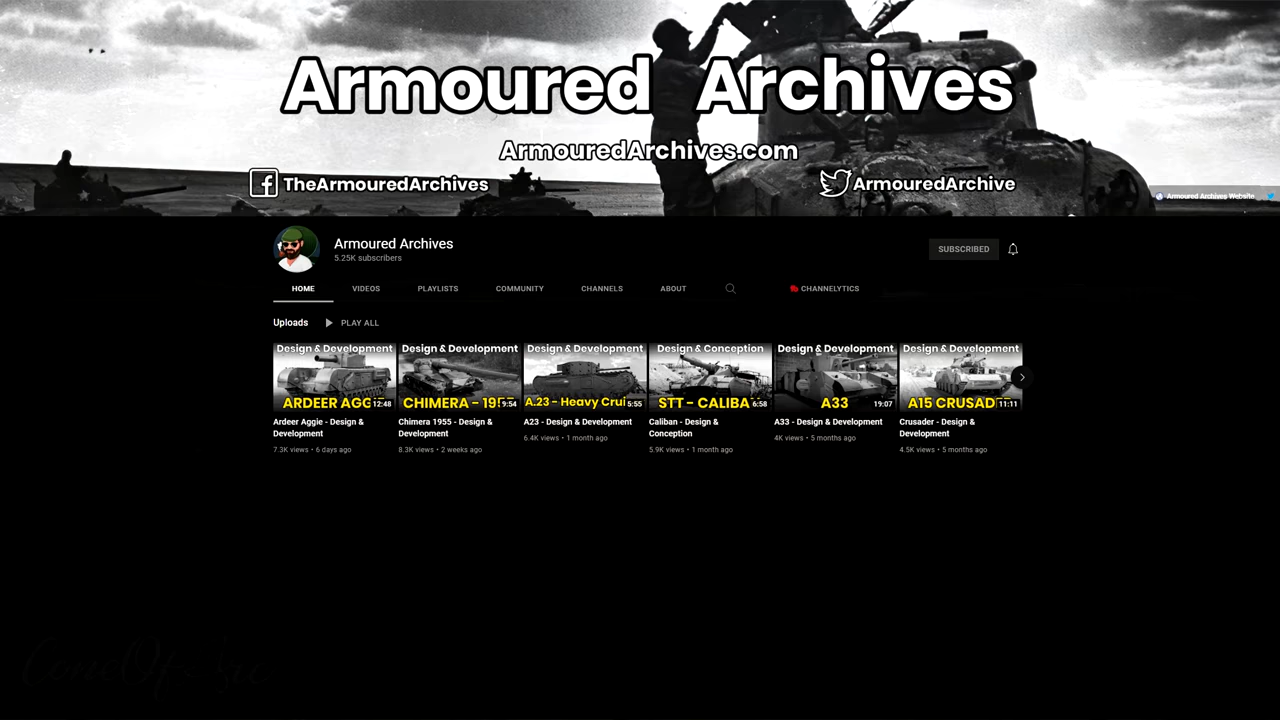 Armoured Archives
ArmouredArchives.com
TheArmouredArchives
ArmouredArchive
Armoured Archives Website
Armoured Archives
5.25K subscribers
SUBSCRIBED
HOME VIDEOS PLAYLISTS COMMUNITY CHANNELS ABOUT CHANNELYTICS
Uploads PLAY ALL
Design & Development
ARDEER AGG
12:48
Ardeer Aggie - Design &
Development
7.3K views • 6 days ago
Design & Development
CHIMERA - 19
9:54
Chimera 1955 - Design &
Development
8.3K views • 2 weeks ago
Design & Development
A.23 - Heavy Crui
5:55
A23 - Design & Development
6.4K views • 1 month ago
Design & Conception
STT - CALIBA
6:58
Caliban - Design &
Conception
5.9K views • 1 month ago
Design & Development
A33
19:07
A33 - Design & Development
4K views • 5 months ago
Design & Development
A15 CRUSAD
11:11
Crusader - Design &
Development
4.5K views • 5 months ago